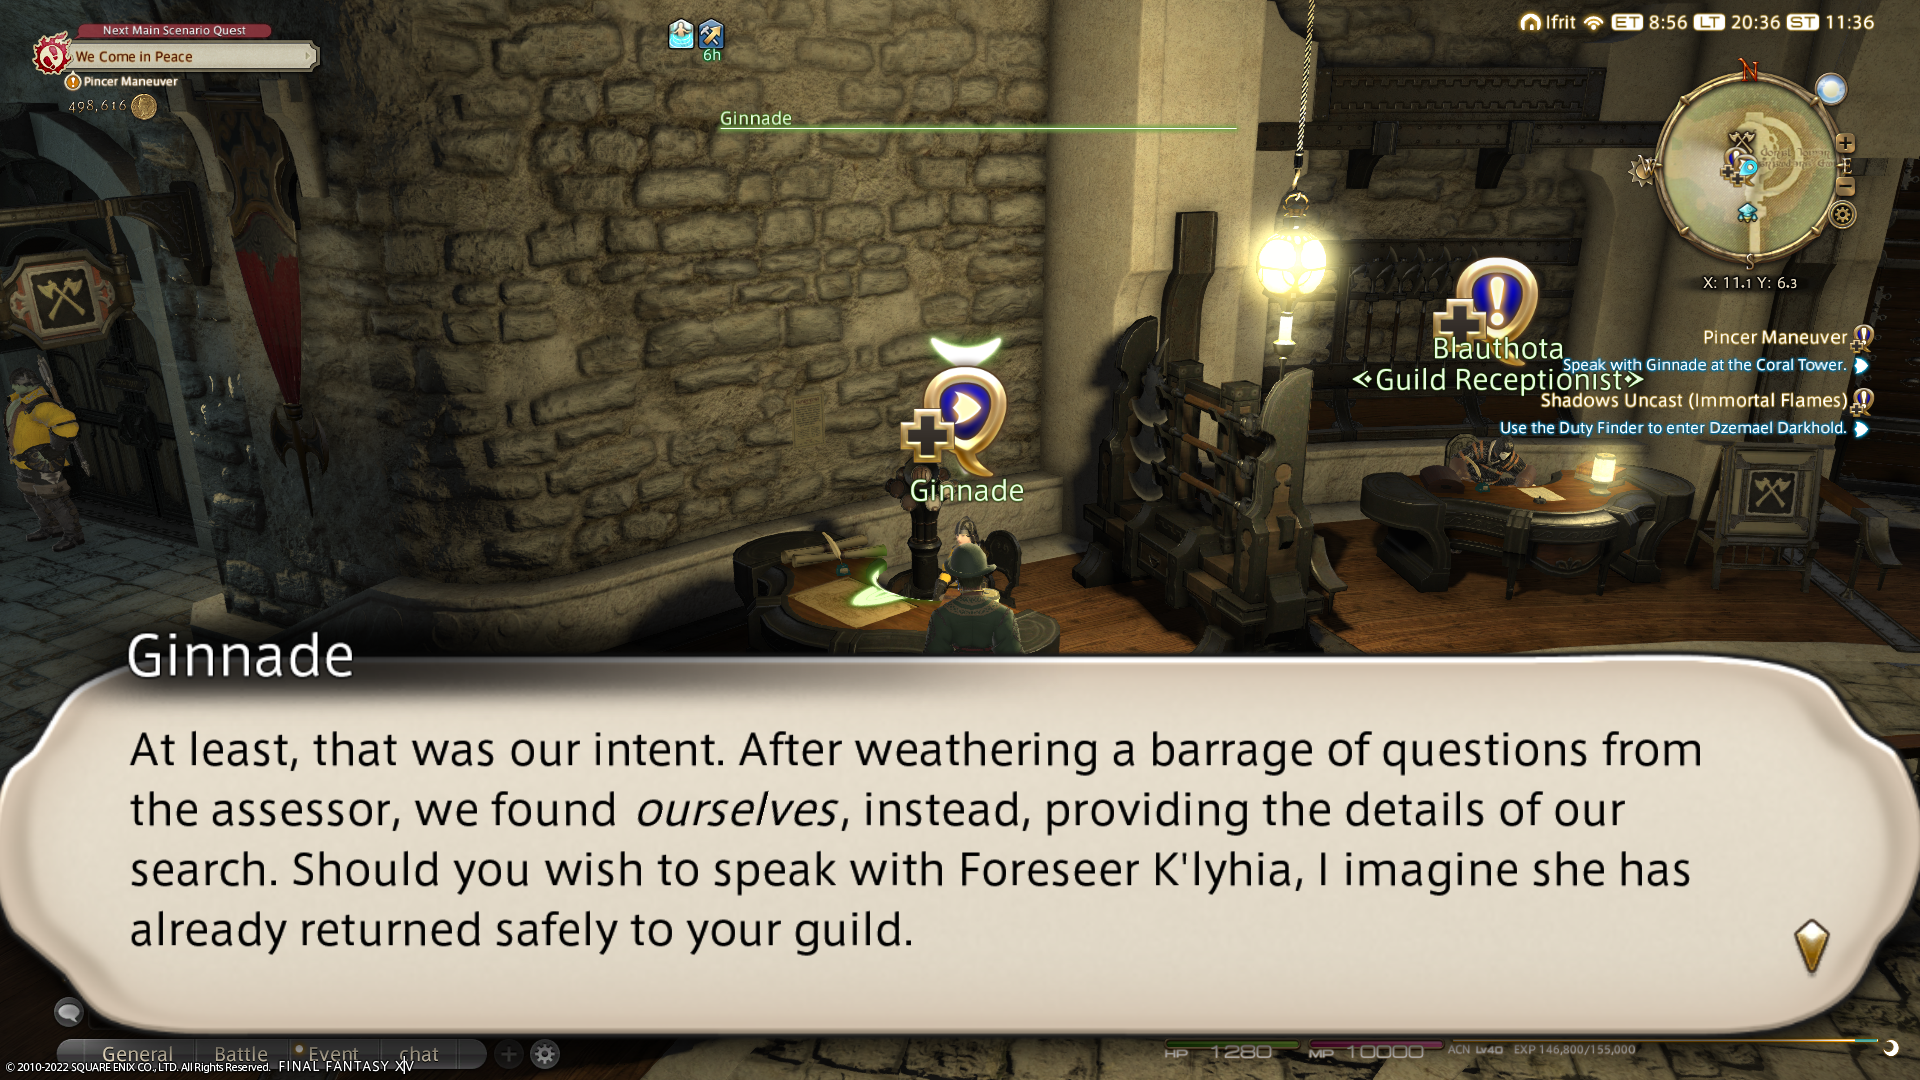 Next Main Scenario Quest
We Come in Peace
Pincer Maneuver
498,616
6h
Ginnade
Ifrit ET 8:56 LT 20:36 ST 11:36
N
W
E
S
X: 11.1 Y: 6.3
Pincer Maneuver
Speak with Ginnade at the Coral Tower.
Shadows Uncast (Immortal Flames)
Use the Duty Finder to enter Dzemael Darkhold.
Blauthota
<Guild Receptionist>
Ginnade
Ginnade
At least, that was our intent. After weathering a barrage of questions from
the assessor, we found ourselves, instead, providing the details of our
search. Should you wish to speak with Foreseer K'lyhia, I imagine she has
already returned safely to your guild.
General Battle Event chat
HP 1280 MP 10000 ACN Lv40 EXP 146,800/155,000
© 2010-2022 SQUARE ENIX CO., LTD. All Rights Reserved. FINAL FANTASY XIV